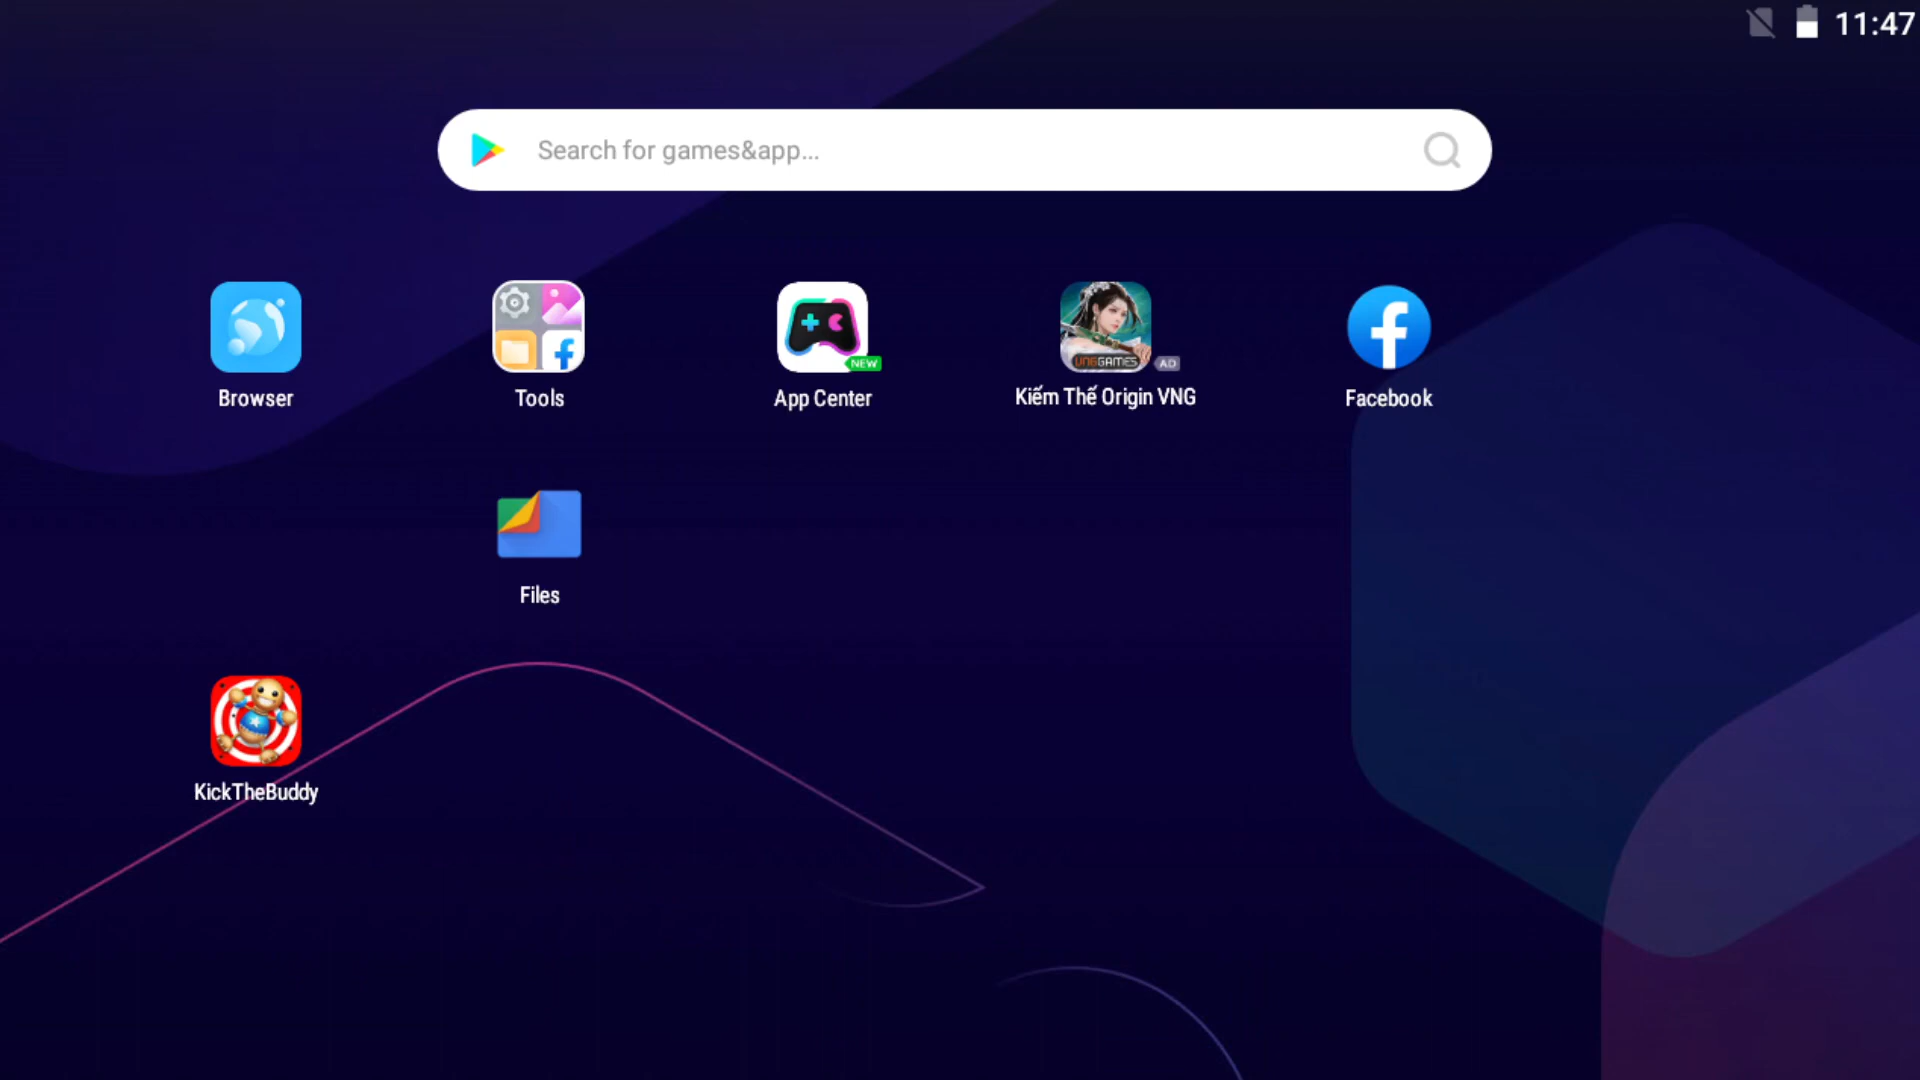 11:47
Search for games&app...
NEW
VNGGAMES
AD
Browser
Tools
App Center
Kiếm Thế Origin VNG
Facebook
Files
KickTheBuddy